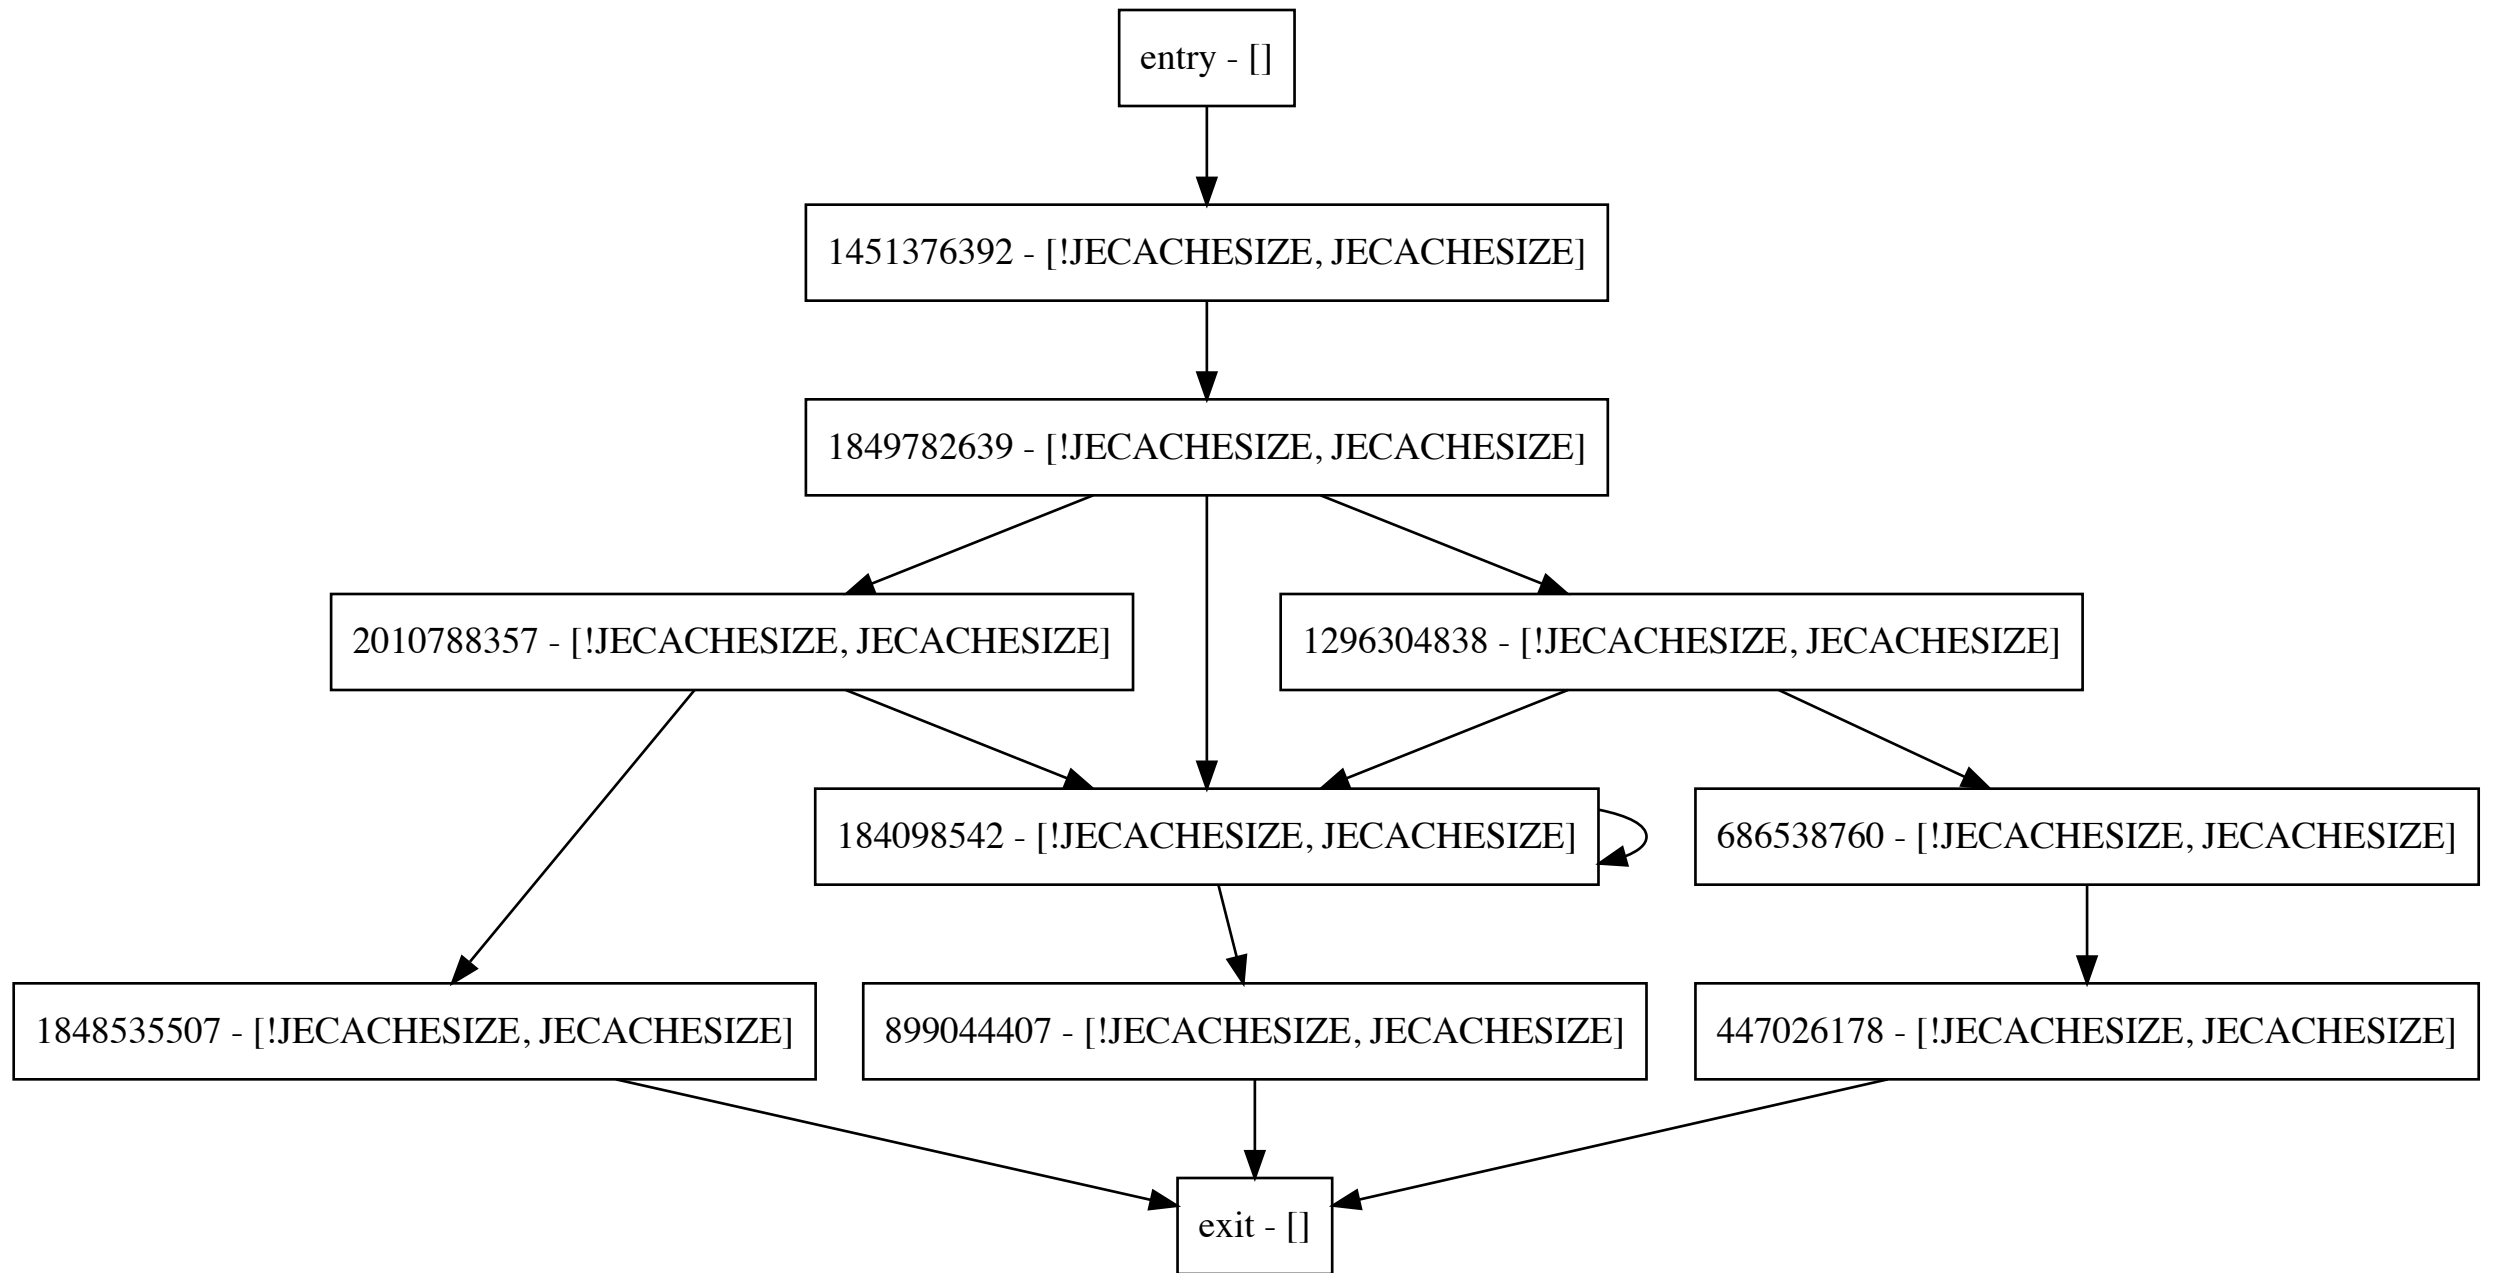 entry - []
1451376392 - [!JECACHESIZE, JECACHESIZE]
1849782639 - [!JECACHESIZE, JECACHESIZE]
2010788357 - [!JECACHESIZE, JECACHESIZE]
1296304838 - [!JECACHESIZE, JECACHESIZE]
184098542 - [!JECACHESIZE, JECACHESIZE]
686538760 - [!JECACHESIZE, JECACHESIZE]
1848535507 - [!JECACHESIZE, JECACHESIZE]
899044407 - [!JECACHESIZE, JECACHESIZE]
447026178 - [!JECACHESIZE, JECACHESIZE]
exit - []